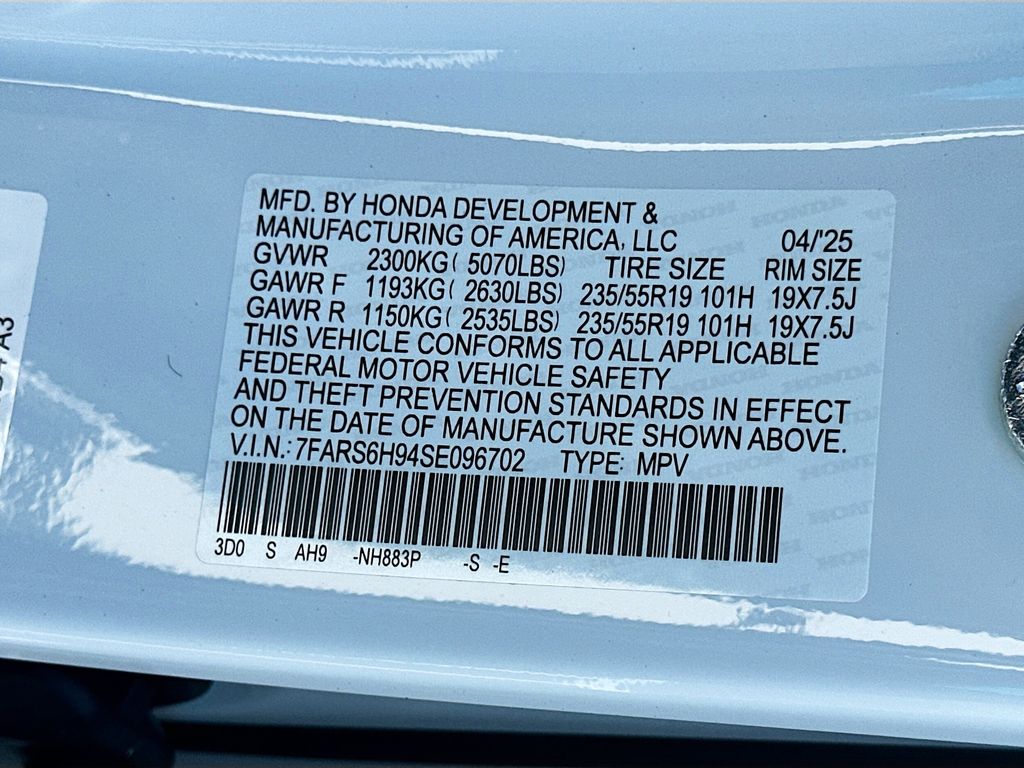 MFD. BY HONDA DEVELOPMENT &
MANUFACTURING OF AMERICA, LLC 04/'25
GVWR 2300KG( 5070LBS) TIRE SIZE RIM SIZE
GAWR F 1193KG( 2630LBS) 235/55R19 101H 19X7.5J
GAWR R 1150KG( 2535LBS) 235/55R19 101H 19X7.5J
THIS VEHICLE CONFORMS TO ALL APPLICABLE
FEDERAL MOTOR VEHICLE SAFETY
AND THEFT PREVENTION STANDARDS IN EFFECT
ON THE DATE OF MANUFACTURE SHOWN ABOVE.
V.I.N.: 7FARS6H94SE096702 TYPE: MPV
3D0 S AH9 -NH883P -S -E
A3